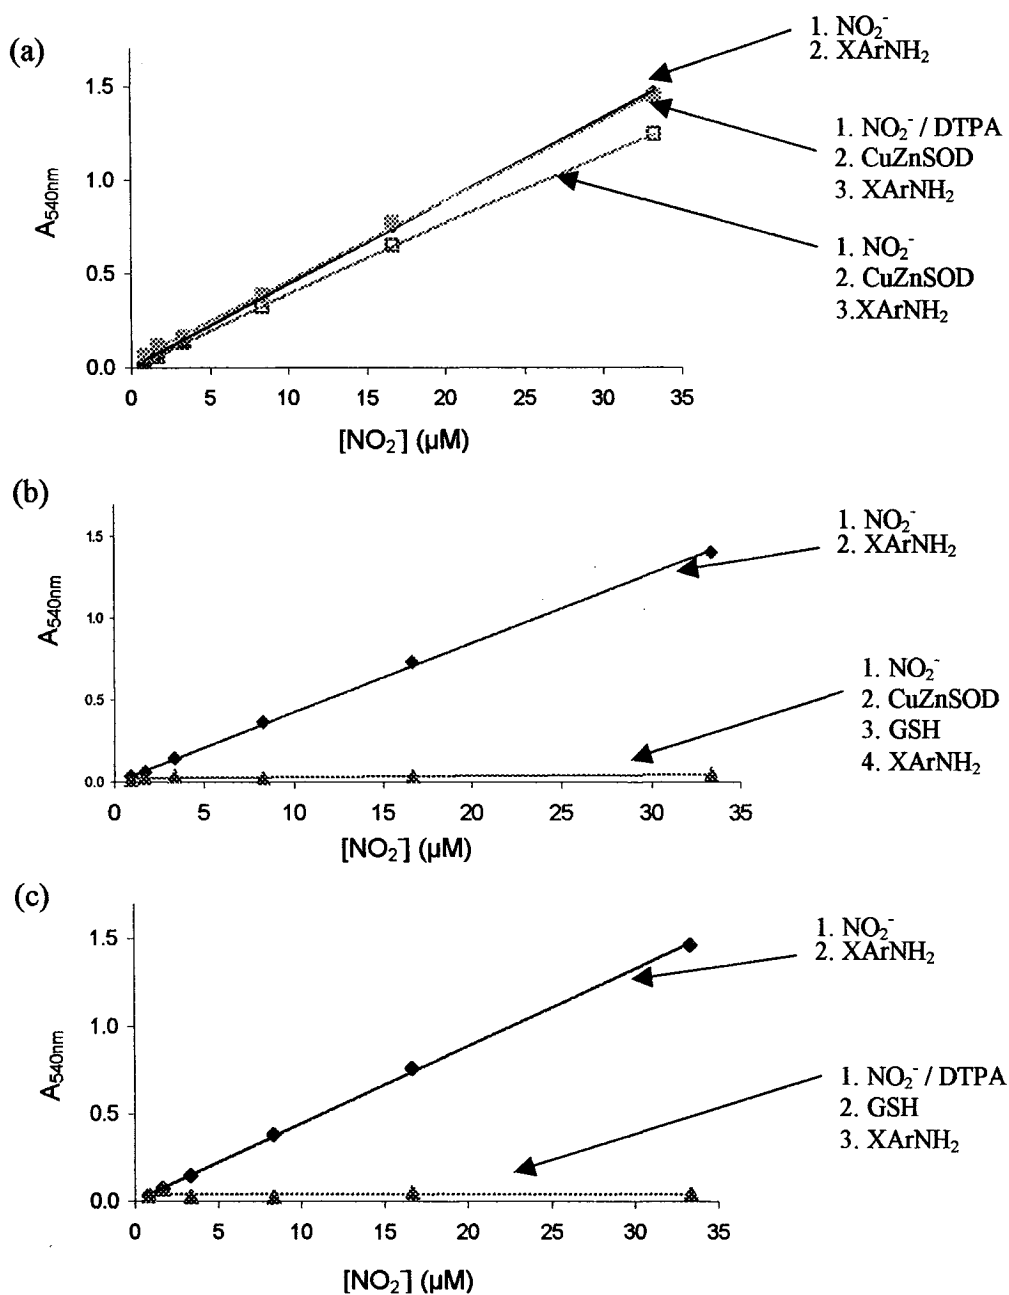 (a)
1. NO₂⁻
2. XArNH₂
1. NO₂⁻ / DTPA
2. CuZnSOD
3. XArNH₂
1. NO₂⁻
2. CuZnSOD
3.XArNH₂
A540nm
1.5
1.0
0.5
0.0
0 5 10 15 20 25 30 35
[NO₂⁻] (µM)
(b)
1. NO₂⁻
2. XArNH₂
1. NO₂⁻
2. CuZnSOD
3. GSH
4. XArNH₂
A540nm
1.5
1.0
0.5
0.0
0 5 10 15 20 25 30 35
[NO₂⁻] (µM)
(c)
1. NO₂⁻
2. XArNH₂
1. NO₂⁻ / DTPA
2. GSH
3. XArNH₂
A540nm
1.5
1.0
0.5
0.0
0 5 10 15 20 25 30 35
[NO₂⁻] (µM)